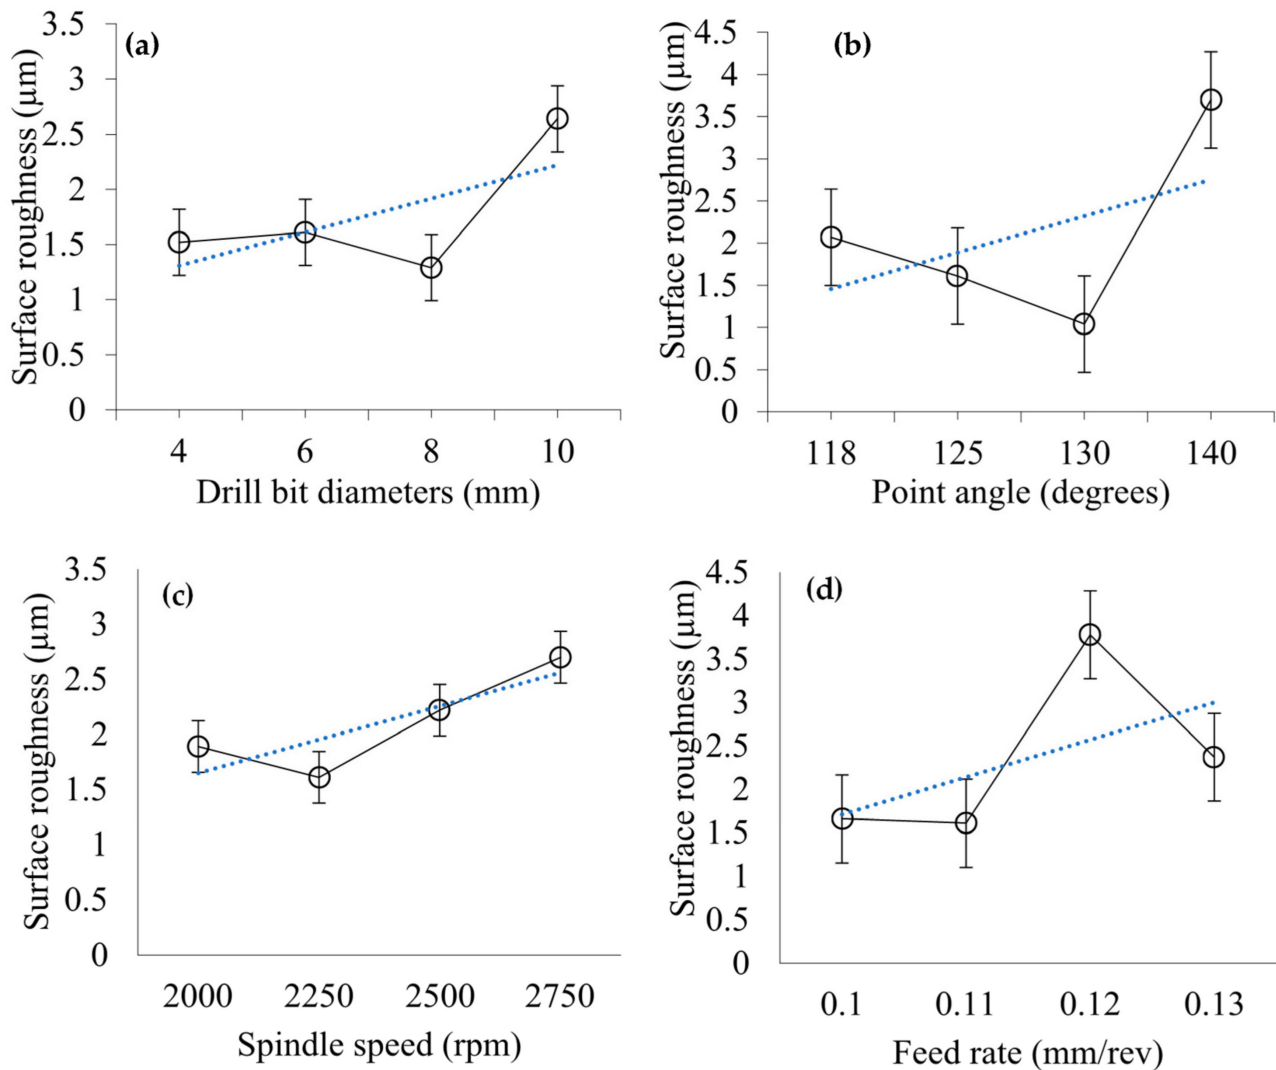 (a)
Surface roughness (µm)
3.5
3
2.5
2
1.5
1
0.5
0
4 6 8 10
Drill bit diameters (mm)
(b)
Surface roughness (µm)
4.5
4
3.5
3
2.5
2
1.5
1
0.5
0
118 125 130 140
Point angle (degrees)
(c)
Surface roughness (µm)
3.5
3
2.5
2
1.5
1
0.5
0
2000 2250 2500 2750
Spindle speed (rpm)
(d)
Surface roughness (µm)
4.5
4
3.5
3
2.5
2
1.5
1
0.5
0
0.1 0.11 0.12 0.13
Feed rate (mm/rev)